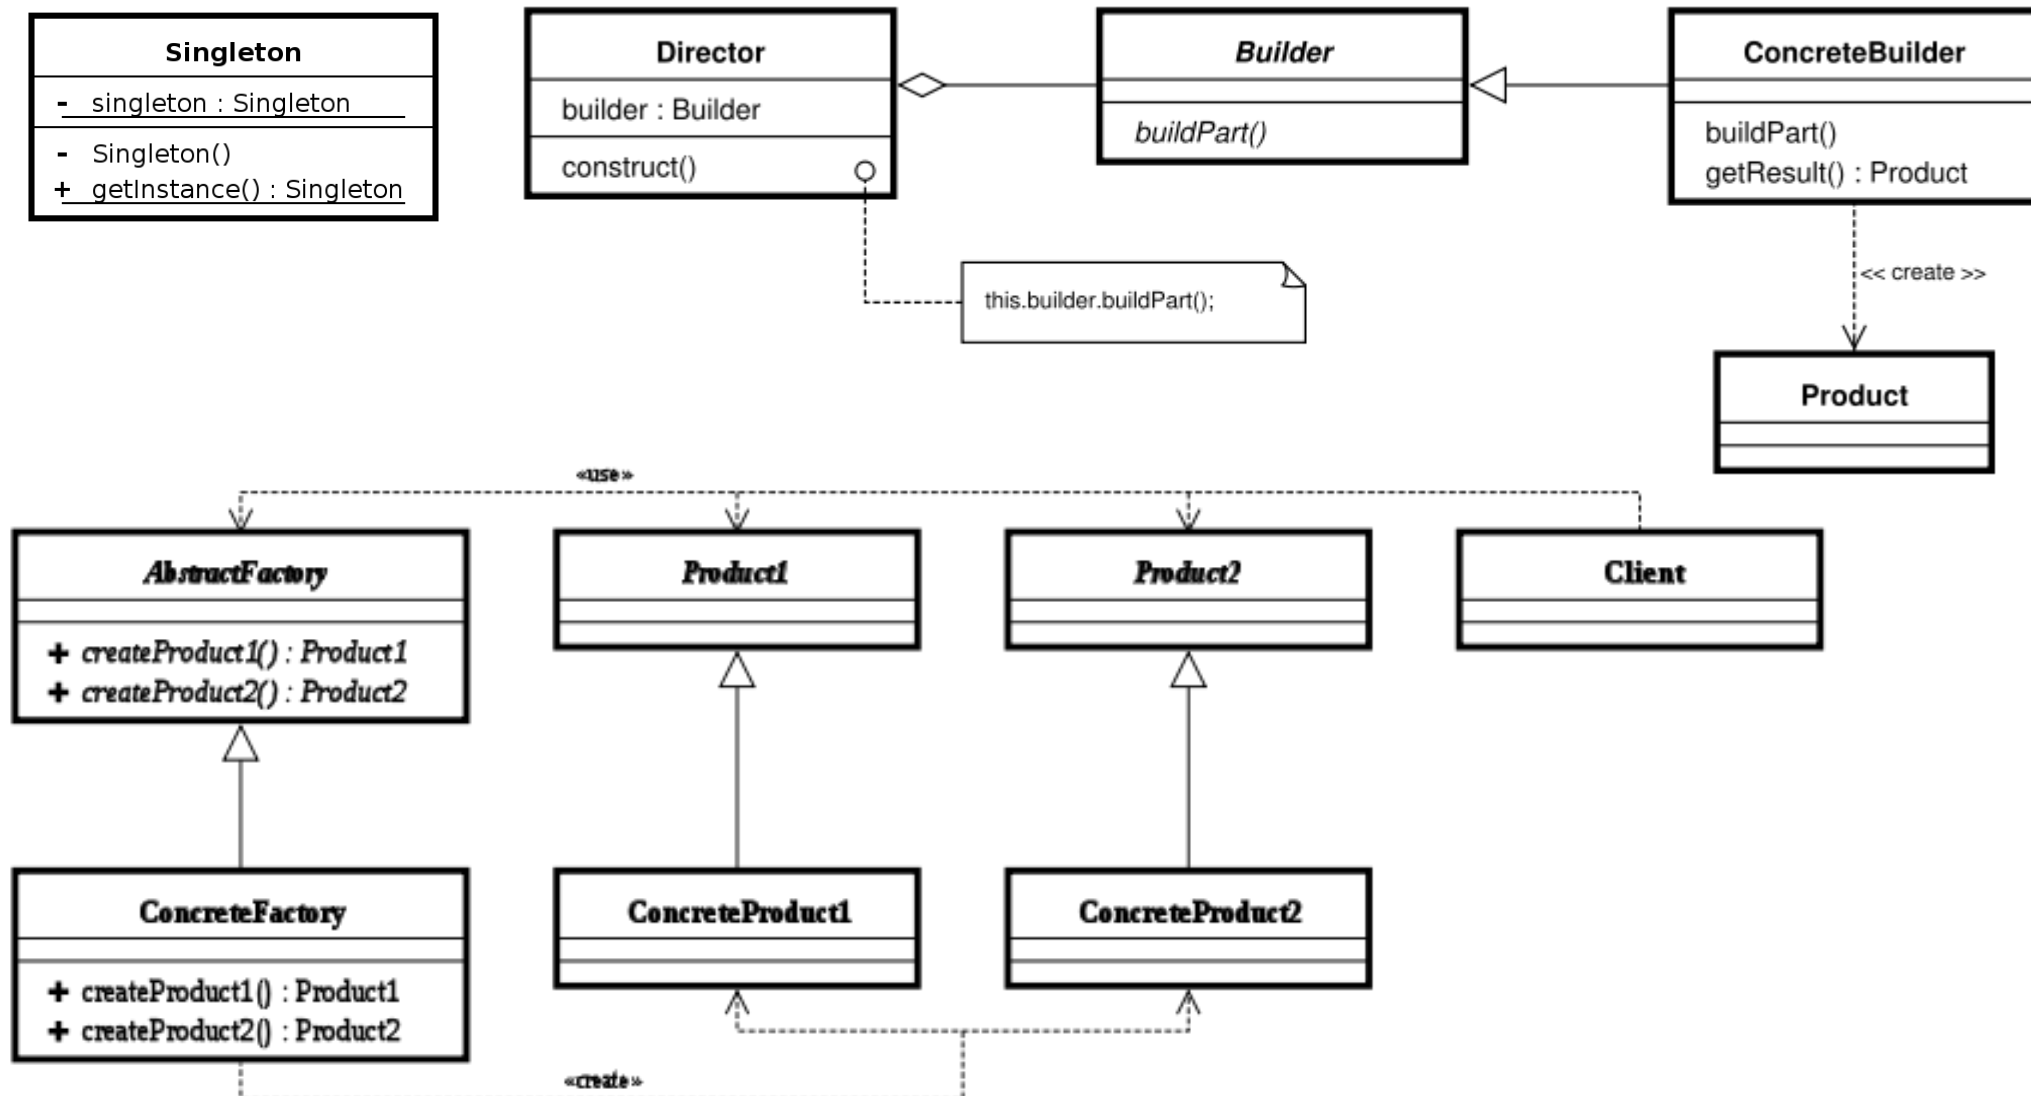 Singleton
- singleton : Singleton
- Singleton()
+ getInstance() : Singleton
Director
builder : Builder
construct()
Builder
buildPart()
ConcreteBuilder
buildPart()
getResult() : Product
this.builder.buildPart();
<< create >>
Product
«use»
AbstractFactory
+ createProduct1() : Product1
+ createProduct2() : Product2
Product1
Product2
Client
ConcreteFactory
+ createProduct1() : Product1
+ createProduct2() : Product2
ConcreteProduct1
ConcreteProduct2
«create»